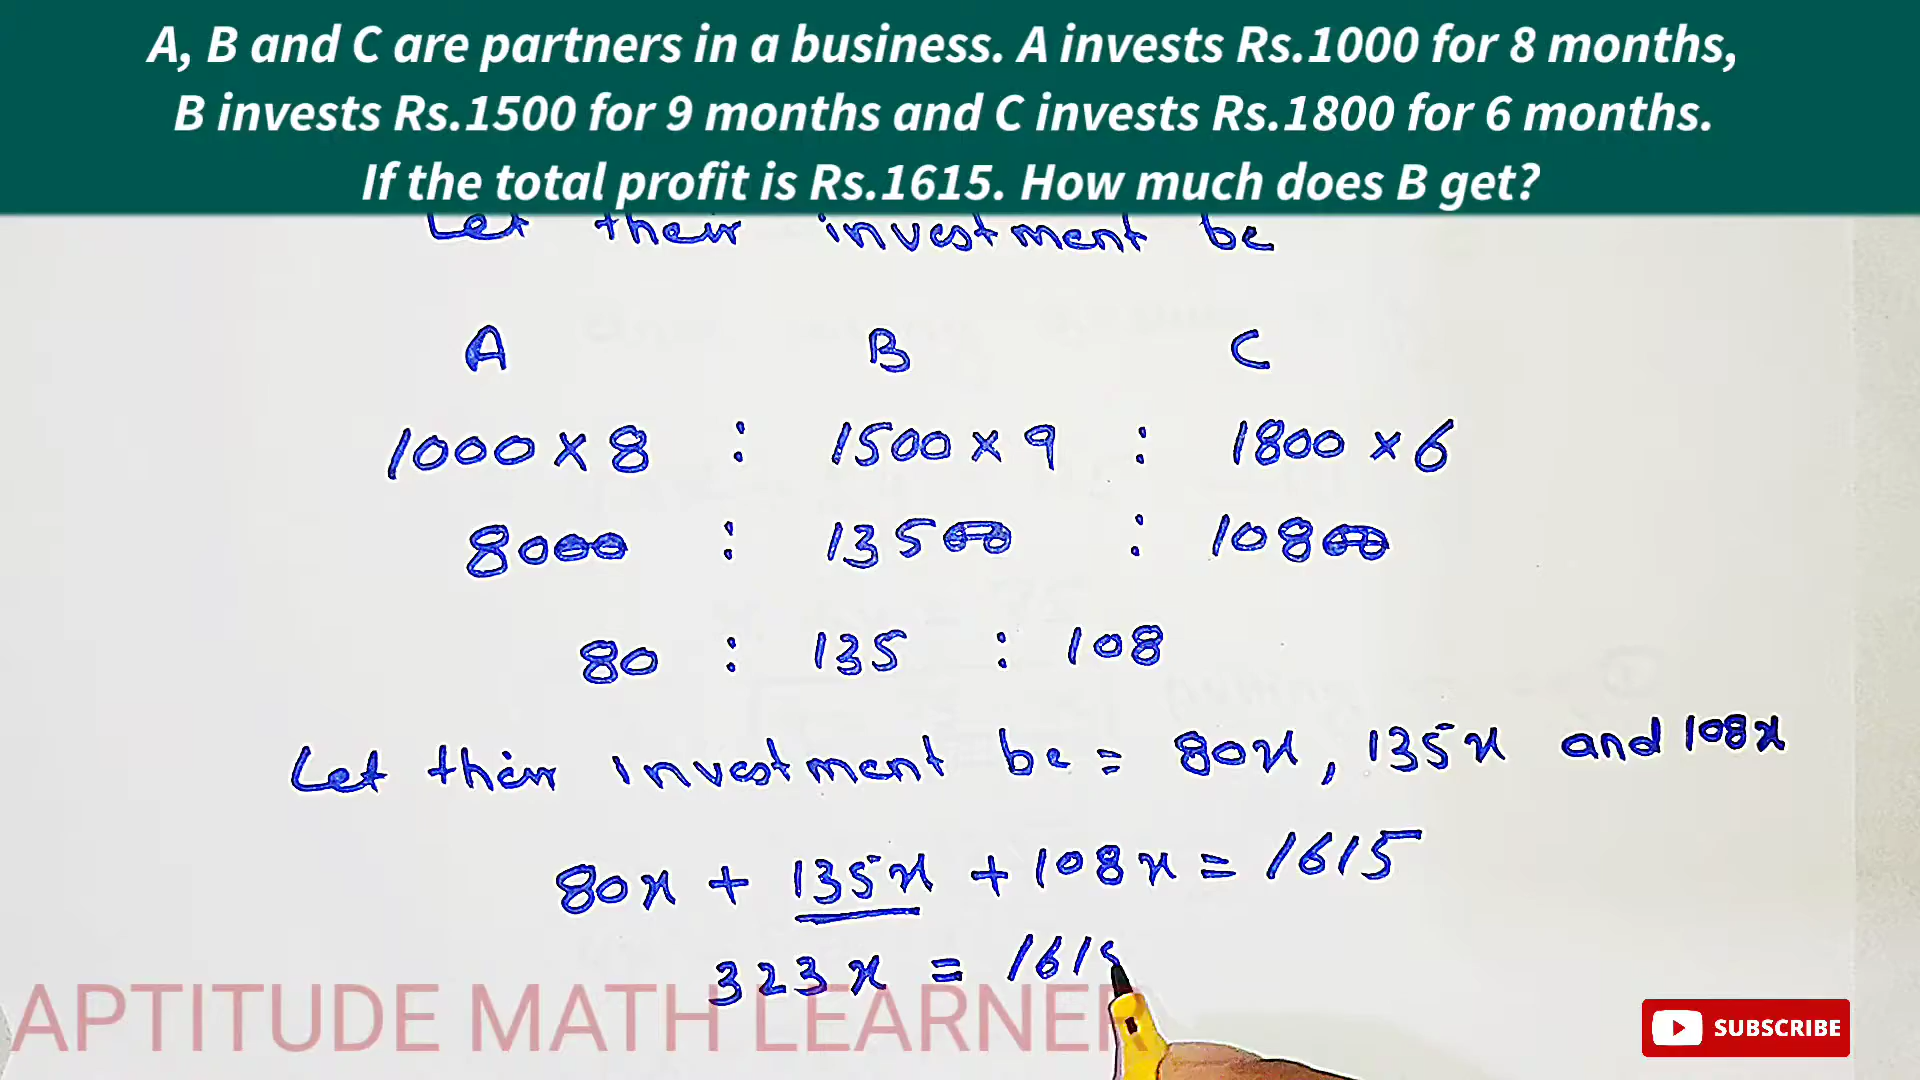 A, B and C are partners in a business. A invests Rs.1000 for 8 months,
B invests Rs.1500 for 9 months and C invests Rs.1800 for 6 months.
If the total profit is Rs.1615. How much does B get?
Let their investment be
A B C
1000 × 8 : 1500 × 9 : 1800 × 6
8000 : 13500 : 10800
80 : 135 : 108
Let their investment be = 80x, 135x and 108x
80x + 135x + 108x = 1615
323x = 1615
APTITUDE MATH LEARNER
SUBSCRIBE